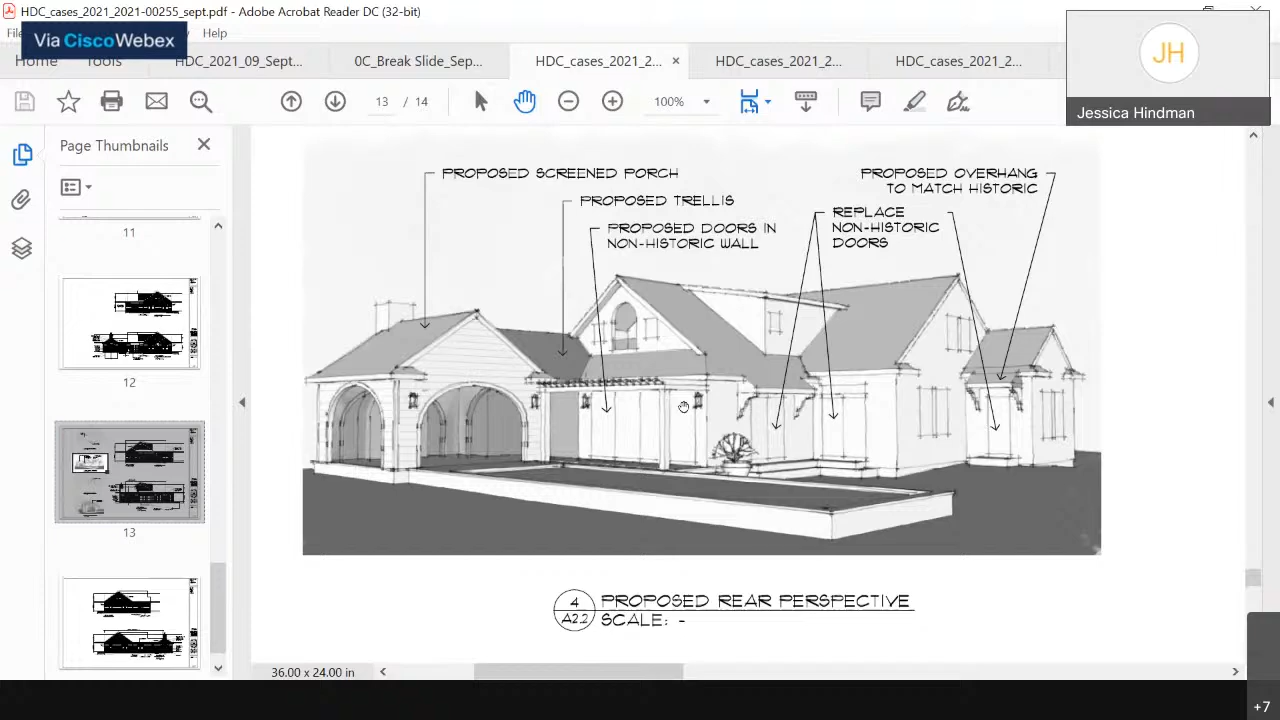 HDC_cases_2021_2021-00255_sept.pdf - Adobe Acrobat Reader DC (32-bit)
Help
Via Cisco Webex
Home
Tools
HDC_2021_09_Sept...
0C_Break Slide_Sep...
HDC_cases_2021_2...
HDC_cases_2021_2...
HDC_cases_2021_2...
13 / 14
100%
JH
Jessica Hindman
Page Thumbnails
11
12
13
PROPOSED SCREENED PORCH
PROPOSED TRELLIS
PROPOSED DOORS IN
NON-HISTORIC WALL
REPLACE
NON-HISTORIC
DOORS
PROPOSED OVERHANG
TO MATCH HISTORIC
4
A2.2
PROPOSED REAR PERSPECTIVE
SCALE: -
36.00 x 24.00 in
+7